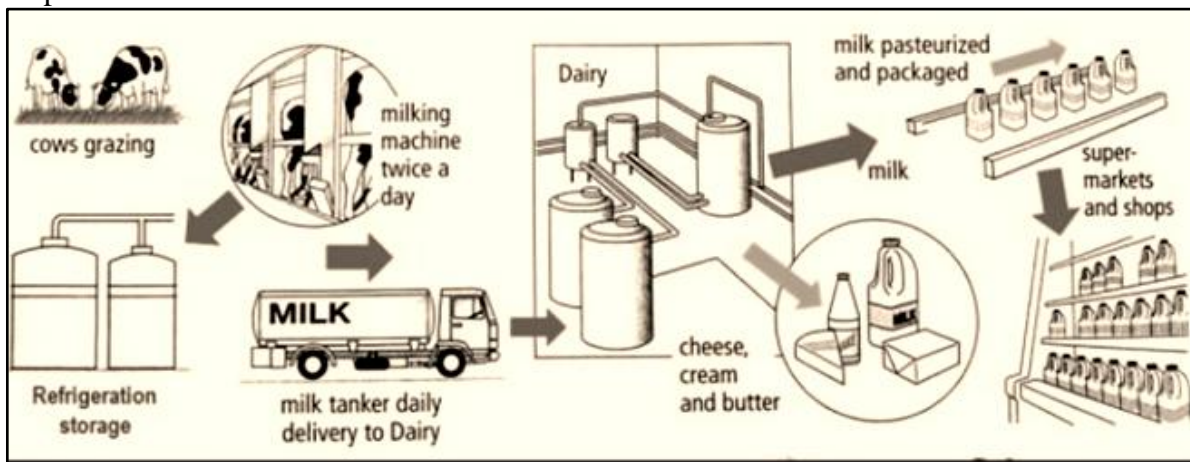 cows grazing
milking
machine
twice a
day
Refrigeration
storage
MILK
milk tanker daily
delivery to Dairy
Dairy
milk pasteurized
and packaged
milk
cheese,
cream
and butter
MILK
super-
markets
and shops